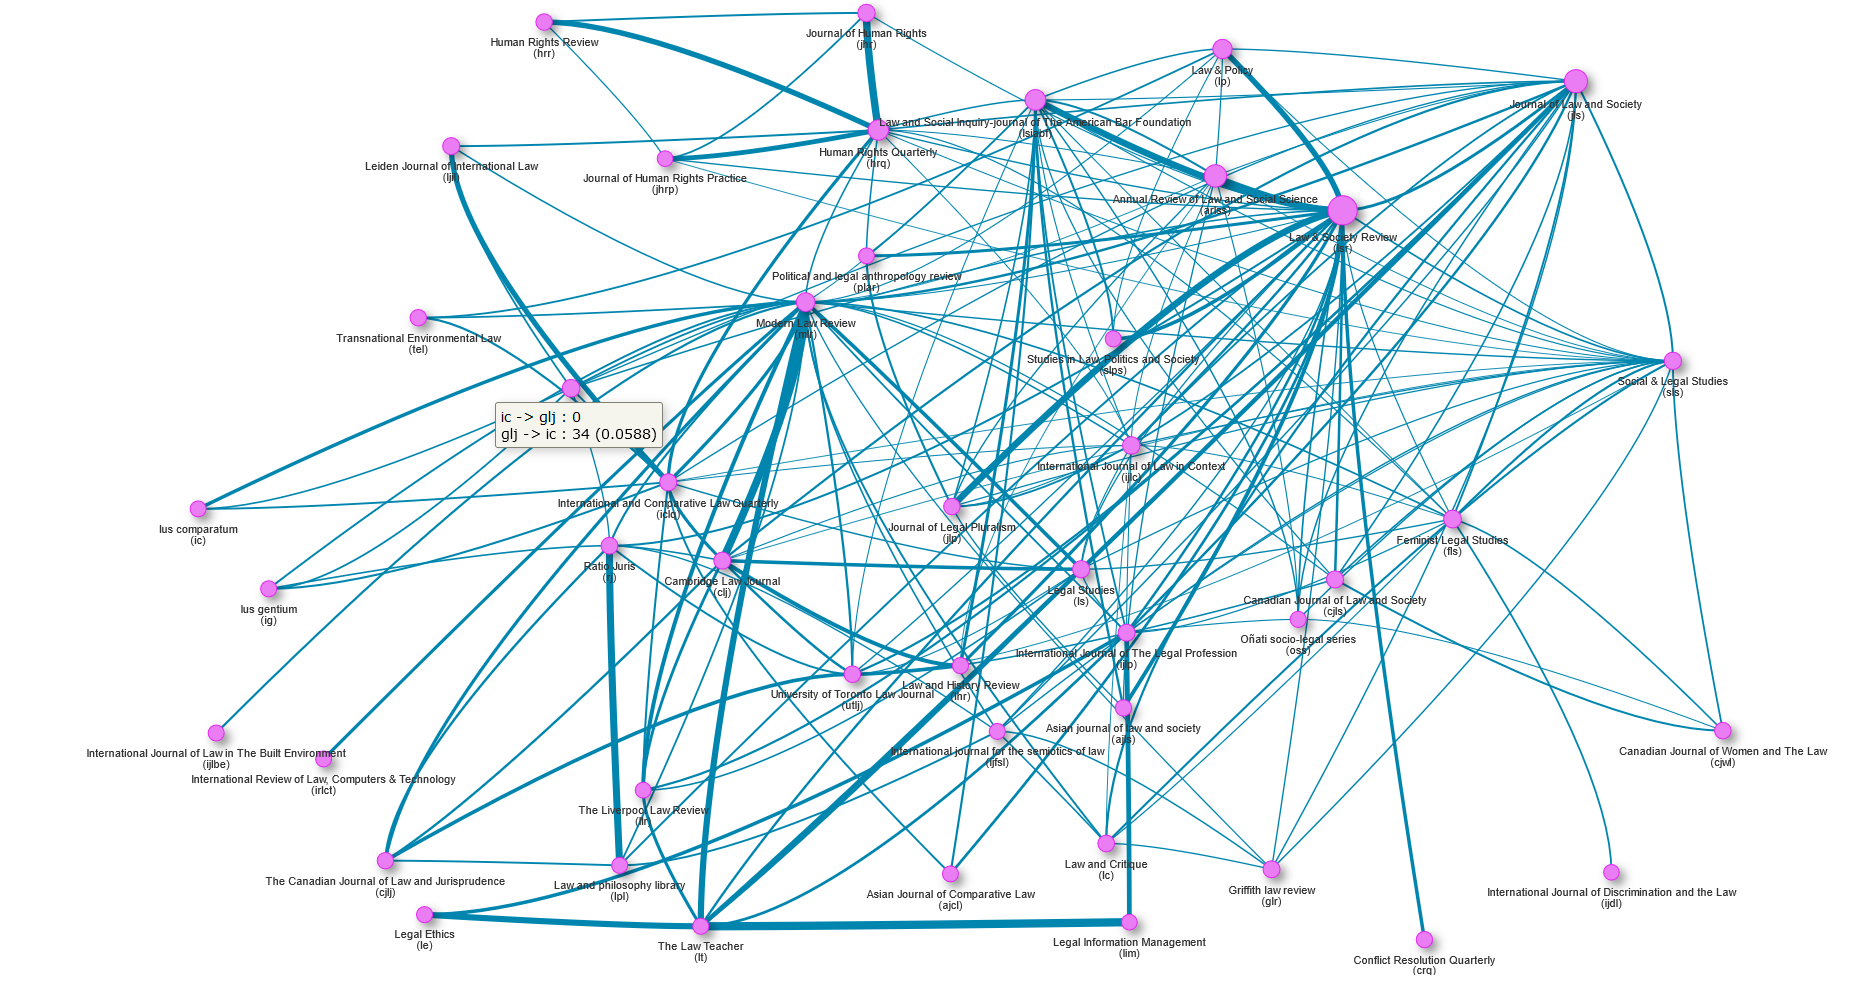 Human Rights Review
(hrr)
Journal of Human Rights
(jhr)
Law & Policy
(lp)
Journal of Law and Society
(jls)
Law and Social Inquiry-journal of The American Bar Foundation
(lsijabf)
Human Rights Quarterly
(hrq)
Leiden Journal of International Law
(ljil)
Journal of Human Rights Practice
(jhrp)
Annual Review of Law and Social Science
(arlss)
Law & Society Review
(lsr)
Political and legal anthropology review
(plar)
Modern Law Review
(mlr)
Transnational Environmental Law
(tel)
Studies in Law, Politics and Society
(slps)
Social & Legal Studies
(sls)
ic -> glj : 0
glj -> ic : 34 (0.0588)
International Journal of Law in Context
(ijlc)
International and Comparative Law Quarterly
(iclq)
Ius comparatum
(ic)
Journal of Legal Pluralism
(jlp)
Feminist Legal Studies
(fls)
Ratio Juris
(rj)
Cambridge Law Journal
(clj)
Legal Studies
(ls)
Canadian Journal of Law and Society
(cjls)
Ius gentium
(ig)
Oñati socio-legal series
(oss)
International Journal of The Legal Profession
(ijlp)
Law and History Review
(lhr)
University of Toronto Law Journal
(utlj)
Asian journal of law and society
(ajls)
International journal for the semiotics of law
(ijfsl)
International Journal of Law in The Built Environment
(ijlbe)
International Review of Law, Computers & Technology
(irlct)
Canadian Journal of Women and The Law
(cjwl)
The Liverpool Law Review
(llr)
Law and Critique
(lc)
The Canadian Journal of Law and Jurisprudence
(cjlj)
Law and philosophy library
(lpl)
Asian Journal of Comparative Law
(ajcl)
Griffith law review
(glr)
International Journal of Discrimination and the Law
(ijdl)
Legal Ethics
(le)
The Law Teacher
(lt)
Legal Information Management
(lim)
Conflict Resolution Quarterly
(crq)